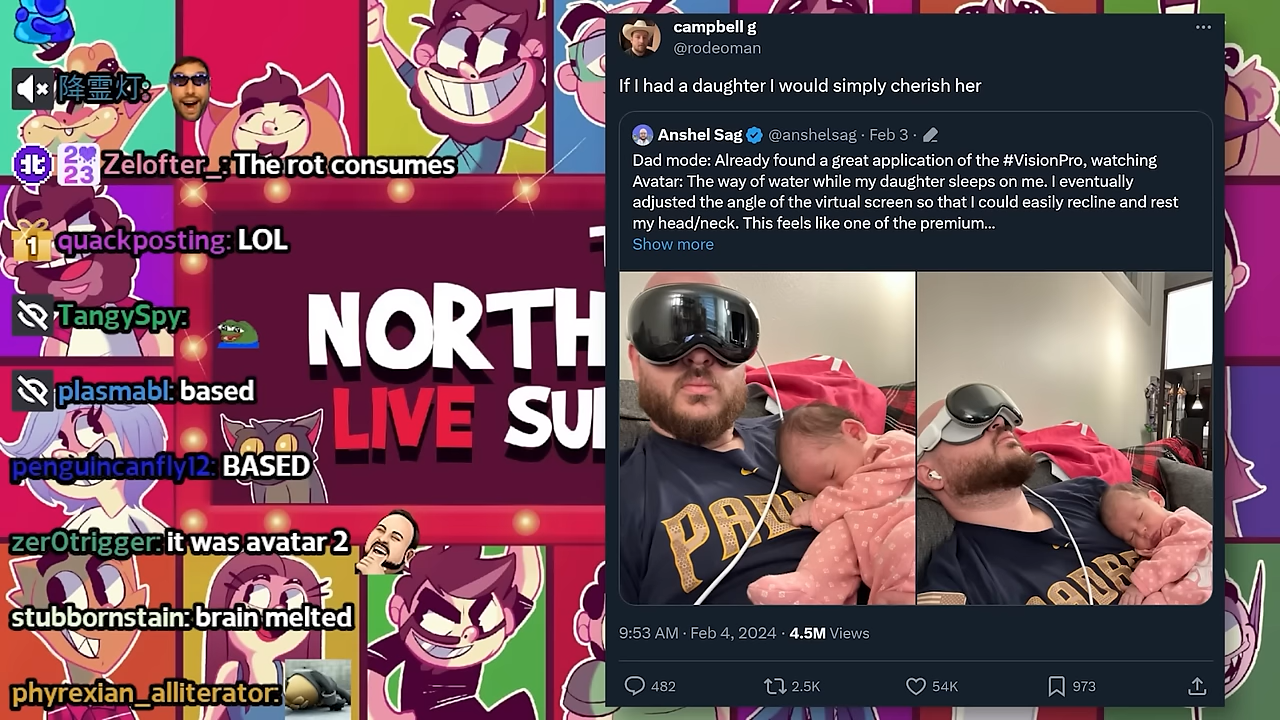 降霊灯:
Zelofter_: The rot consumes
quackposting: LOL
TangySpy:
plasmabl: based
penguincanfly12: BASED
zer0trigger: it was avatar 2
stubbornstain: brain melted
phyrexian_alliterator:
2
23
1
NORTH
LIVE SU
campbell g
@rodeoman
If I had a daughter I would simply cherish her
Anshel Sag @anshelsag · Feb 3 ·
Dad mode: Already found a great application of the #VisionPro, watching
Avatar: The way of water while my daughter sleeps on me. I eventually
adjusted the angle of the virtual screen so that I could easily recline and rest
my head/neck. This feels like one of the premium...
Show more
PAD
PADRE
9:53 AM · Feb 4, 2024 · 4.5M Views
482
2.5K
54K
973